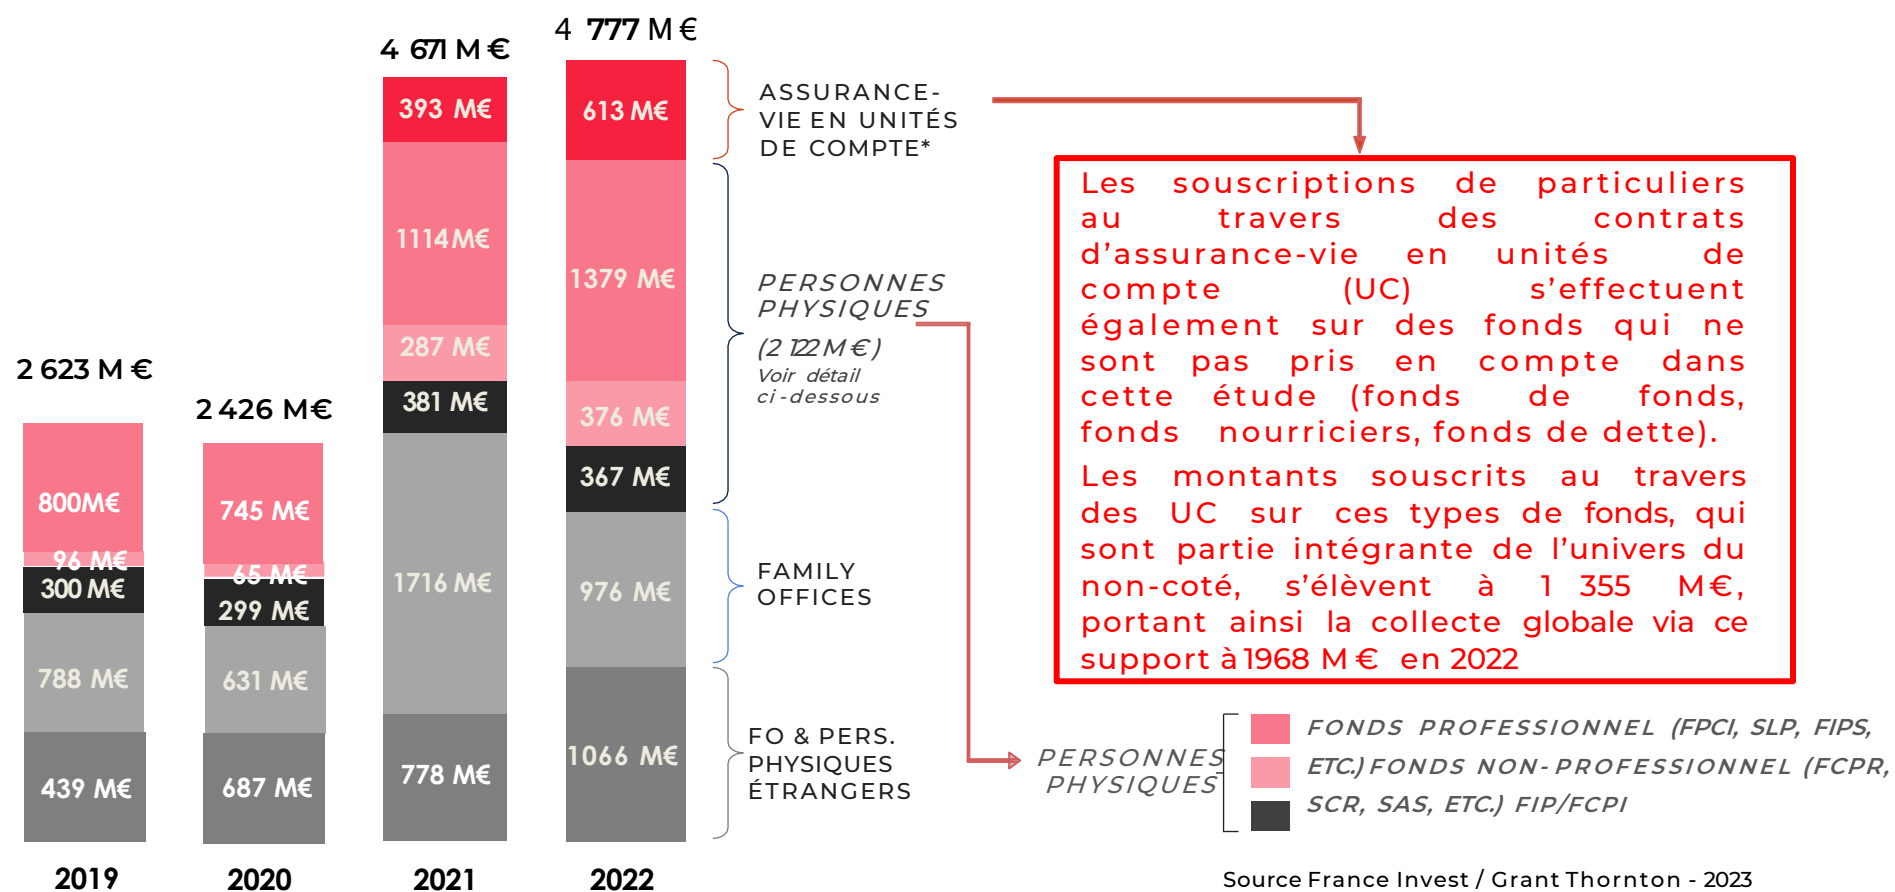 2 623 M €
800M€
96 M€
300 M€
788 M€
439 M€
2019
2 426 M€
745 M€
65 M€
299 M€
631 M€
687 M€
2020
4 671 M €
393 M€
1114M€
287 M€
381 M€
1716 M€
778 M€
2021
4 777 M €
613 M€
1379 M€
376 M€
367 M€
976 M€
1066 M€
2022
ASSURANCE-
VIE EN UNITÉS
DE COMPTE*
PERSONNES
PHYSIQUES
(2 122 M €)
Voir détail
ci-dessous
FAMILY
OFFICES
FO & PERS.
PHYSIQUES
ÉTRANGERS
Les souscriptions de particuliers
au travers des contrats
d’assurance-vie en unités de
compte (UC) s’effectuent
également sur des fonds qui ne
sont pas pris en compte dans
cette étude (fonds de fonds,
fonds nourriciers, fonds de dette).
Les montants souscrits au travers
des UC sur ces types de fonds, qui
sont partie intégrante de l’univers du
non-coté, s’élèvent à 1 355 M€,
portant ainsi la collecte globale via ce
support à 1968 M € en 2022
PERSONNES
PHYSIQUES
FONDS PROFESSIONNEL (FPCI, SLP, FIPS,
ETC.) FONDS NON-PROFESSIONNEL (FCPR,
SCR, SAS, ETC.) FIP/FCPI
Source France Invest / Grant Thornton - 2023